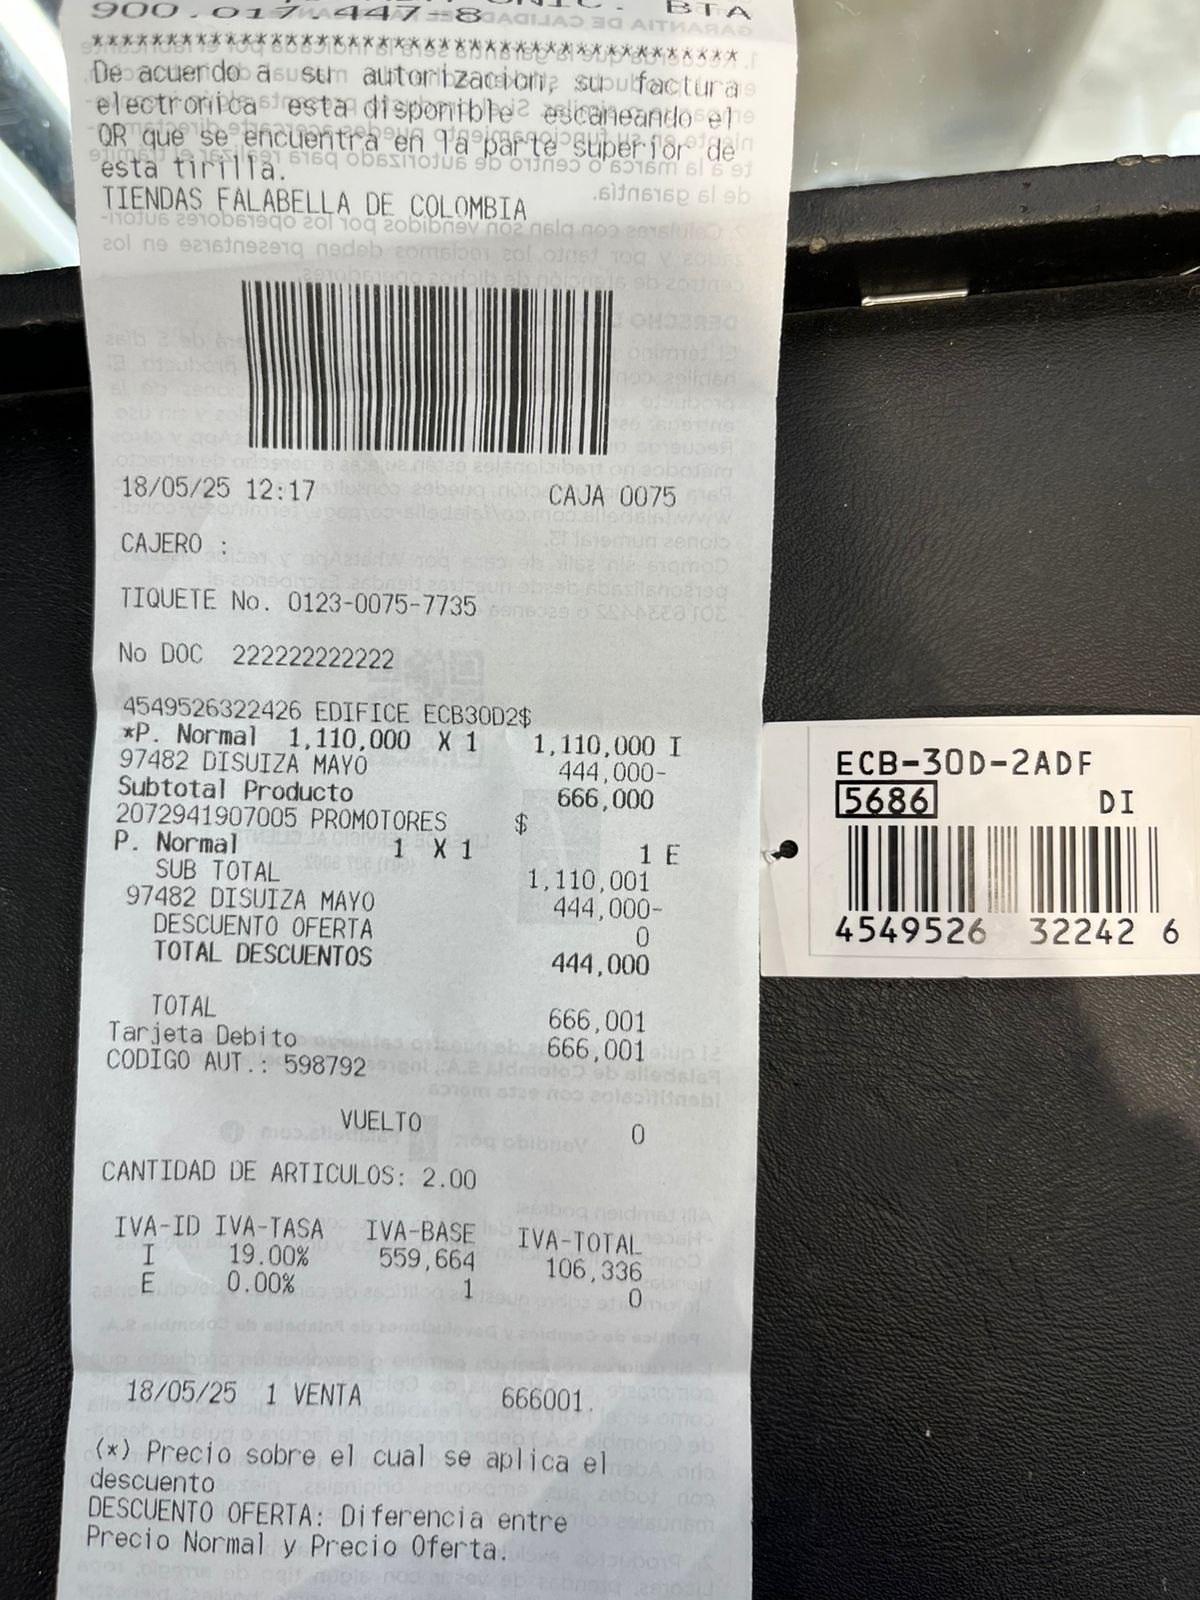 900.017.447-8
******************************************
De acuerdo a su autorizacion, su factura
electronica esta disponible escaneando el
QR que se encuentra en la parte superior de
esta tirilla.
TIENDAS FALABELLA DE COLOMBIA
18/05/25 12:17 CAJA 0075
CAJERO :
TIQUETE No. 0123-0075-7735
No DOC 222222222222
4549526322426 EDIFICE ECB30D2$
*P. Normal 1,110,000 X 1 1,110,000 I
97482 DISUIZA MAYO 444,000-
Subtotal Producto 666,000
2072941907005 PROMOTORES $
P. Normal 1 X 1 1 E
SUB TOTAL 1,110,001
97482 DISUIZA MAYO 444,000-
DESCUENTO OFERTA 0
TOTAL DESCUENTOS 444,000
TOTAL 666,001
Tarjeta Debito 666,001
CODIGO AUT.: 598792
VUELTO 0
CANTIDAD DE ARTICULOS: 2.00
IVA-ID IVA-TASA IVA-BASE IVA-TOTAL
I 19.00% 559,664 106,336
E 0.00% 1 0
18/05/25 1 VENTA 666001.
(*) Precio sobre el cual se aplica el
descuento
DESCUENTO OFERTA: Diferencia entre
Precio Normal y Precio Oferta.
ECB-30D-2ADF
5686 DI
4549526 32242 6